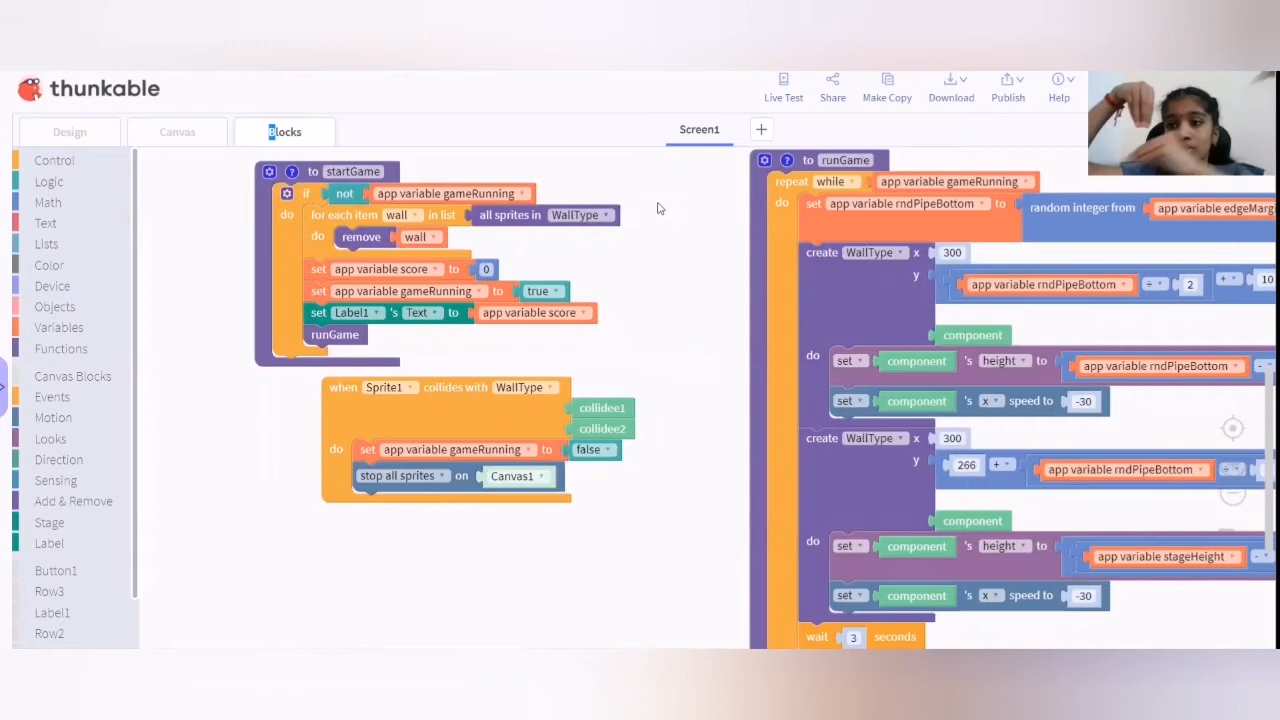 thunkable
Live Test
Share
Make Copy
Download
Publish
Help
Design
Canvas
Blocks
Screen1
+
Control
Logic
Math
Text
Lists
Color
Device
Objects
Variables
Functions
Canvas Blocks
Events
Motion
Looks
Direction
Sensing
Add & Remove
Stage
Label
Button1
Row3
Label1
Row2
? to startGame
if not app variable gameRunning
do for each item wall in list all sprites in WallType
do remove wall
set app variable score to 0
set app variable gameRunning to true
set Label1 's Text to app variable score
runGame
when Sprite1 collides with WallType
collidee1
collidee2
do set app variable gameRunning to false
stop all sprites on Canvas1
? to runGame
repeat while app variable gameRunning
do set app variable rndPipeBottom to random integer from
create WallType x 300
y app variable rndPipeBottom ÷ 2 + 10
component
do set component 's height to app variable rndPipeBottom -
set component 's x speed to -30
create WallType x 300
y 266 + app variable rndPipeBottom ÷
component
do set component 's height to app variable stageHeight -
set component 's x speed to -30
wait 3 seconds